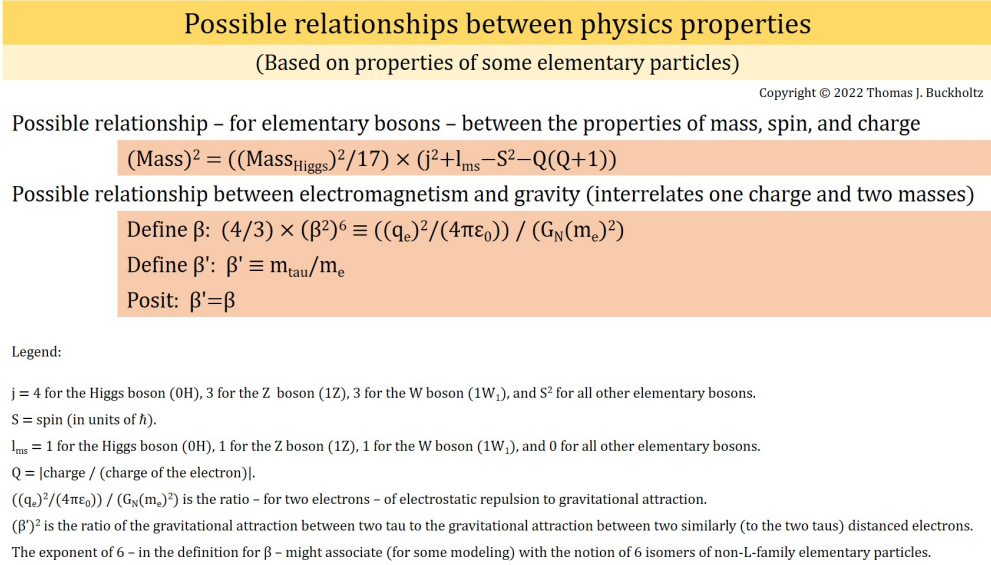 Possible relationships between physics properties
(Based on properties of some elementary particles)
Copyright © 2022 Thomas J. Buckholtz
Possible relationship – for elementary bosons – between the properties of mass, spin, and charge
(Mass)² = ((Mass_Higgs)²/17) × (j²+l_ms−S²−Q(Q+1))
Possible relationship between electromagnetism and gravity (interrelates one charge and two masses)
Define β: (4/3) × (β²)⁶ ≡ ((qₑ)²/(4πε₀)) / (G_N(mₑ)²)
Define β': β' ≡ m_tau/mₑ
Posit: β'=β
Legend:
j = 4 for the Higgs boson (0H), 3 for the Z boson (1Z), 3 for the W boson (1W₁), and S² for all other elementary bosons.
S = spin (in units of ℏ).
l_ms = 1 for the Higgs boson (0H), 1 for the Z boson (1Z), 1 for the W boson (1W₁), and 0 for all other elementary bosons.
Q = |charge / (charge of the electron)|.
((qₑ)²/(4πε₀)) / (G_N(mₑ)²) is the ratio – for two electrons – of electrostatic repulsion to gravitational attraction.
(β')² is the ratio of the gravitational attraction between two tau to the gravitational attraction between two similarly (to the two taus) distanced electrons.
The exponent of 6 – in the definition for β – might associate (for some modeling) with the notion of 6 isomers of non-L-family elementary particles.